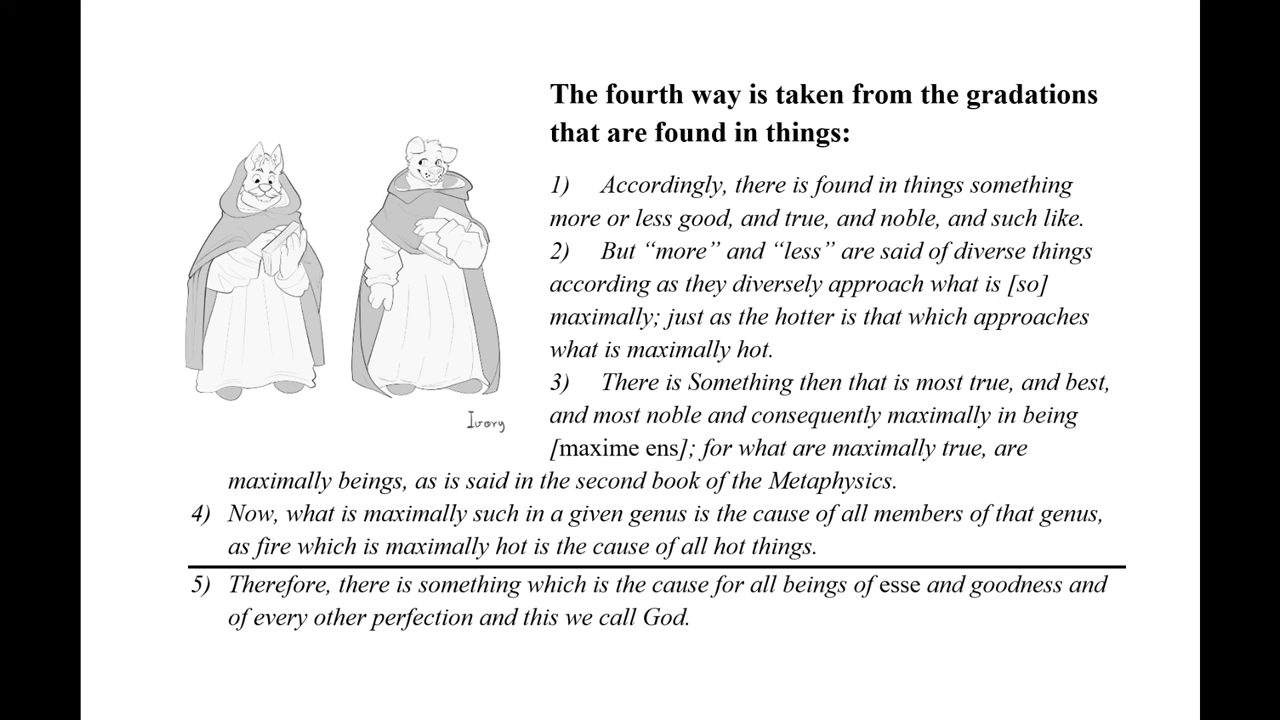 The fourth way is taken from the gradations
that are found in things:
1) Accordingly, there is found in things something
more or less good, and true, and noble, and such like.
2) But “more” and “less” are said of diverse things
according as they diversely approach what is [so]
maximally; just as the hotter is that which approaches
what is maximally hot.
3) There is Something then that is most true, and best,
and most noble and consequently maximally in being
[maxime ens]; for what are maximally true, are
maximally beings, as is said in the second book of the Metaphysics.
4) Now, what is maximally such in a given genus is the cause of all members of that genus,
as fire which is maximally hot is the cause of all hot things.
5) Therefore, there is something which is the cause for all beings of esse and goodness and
of every other perfection and this we call God.
Ivory